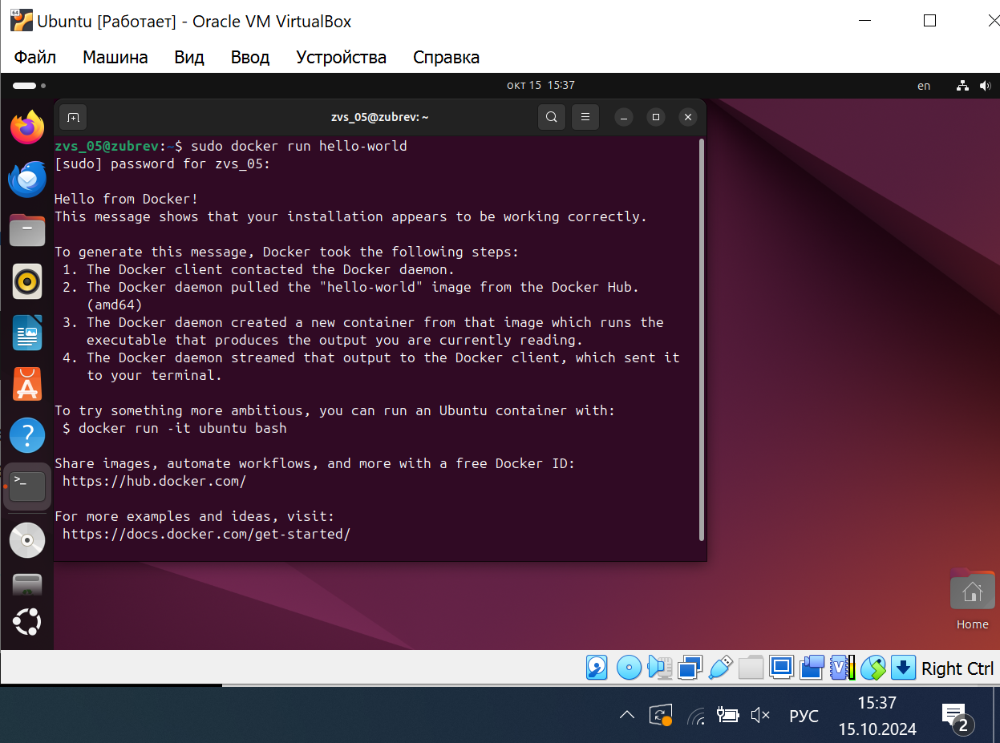 Ubuntu [Работает] - Oracle VM VirtualBox
Файл Машина Вид Ввод Устройства Справка
окт 15 15:37
en
zvs_05@zubrev: ~
zvs_05@zubrev:~$ sudo docker run hello-world
[sudo] password for zvs_05:
Hello from Docker!
This message shows that your installation appears to be working correctly.
To generate this message, Docker took the following steps:
1. The Docker client contacted the Docker daemon.
2. The Docker daemon pulled the "hello-world" image from the Docker Hub.
(amd64)
3. The Docker daemon created a new container from that image which runs the
executable that produces the output you are currently reading.
4. The Docker daemon streamed that output to the Docker client, which sent it
to your terminal.
To try something more ambitious, you can run an Ubuntu container with:
$ docker run -it ubuntu bash
Share images, automate workflows, and more with a free Docker ID:
https://hub.docker.com/
For more examples and ideas, visit:
https://docs.docker.com/get-started/
Home
Right Ctrl
РУС
15:37
15.10.2024
2